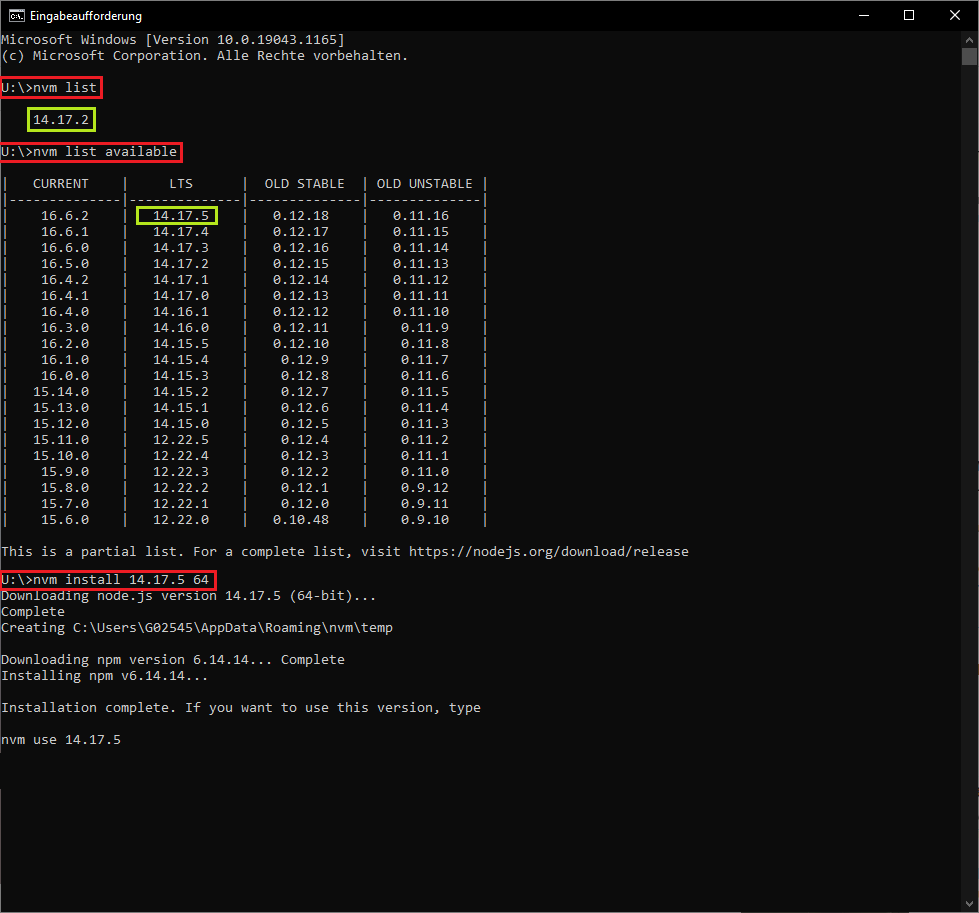 Eingabeaufforderung
Microsoft Windows [Version 10.0.19043.1165]
(c) Microsoft Corporation. Alle Rechte vorbehalten.
U:\>nvm list
14.17.2
U:\>nvm list available
| CURRENT | LTS | OLD STABLE | OLD UNSTABLE |
|--------------|--------------|--------------|--------------|
| 16.6.2 | 14.17.5 | 0.12.18 | 0.11.16 |
| 16.6.1 | 14.17.4 | 0.12.17 | 0.11.15 |
| 16.6.0 | 14.17.3 | 0.12.16 | 0.11.14 |
| 16.5.0 | 14.17.2 | 0.12.15 | 0.11.13 |
| 16.4.2 | 14.17.1 | 0.12.14 | 0.11.12 |
| 16.4.1 | 14.17.0 | 0.12.13 | 0.11.11 |
| 16.4.0 | 14.16.1 | 0.12.12 | 0.11.10 |
| 16.3.0 | 14.16.0 | 0.12.11 | 0.11.9 |
| 16.2.0 | 14.15.5 | 0.12.10 | 0.11.8 |
| 16.1.0 | 14.15.4 | 0.12.9 | 0.11.7 |
| 16.0.0 | 14.15.3 | 0.12.8 | 0.11.6 |
| 15.14.0 | 14.15.2 | 0.12.7 | 0.11.5 |
| 15.13.0 | 14.15.1 | 0.12.6 | 0.11.4 |
| 15.12.0 | 14.15.0 | 0.12.5 | 0.11.3 |
| 15.11.0 | 12.22.5 | 0.12.4 | 0.11.2 |
| 15.10.0 | 12.22.4 | 0.12.3 | 0.11.1 |
| 15.9.0 | 12.22.3 | 0.12.2 | 0.11.0 |
| 15.8.0 | 12.22.2 | 0.12.1 | 0.9.12 |
| 15.7.0 | 12.22.1 | 0.12.0 | 0.9.11 |
| 15.6.0 | 12.22.0 | 0.10.48 | 0.9.10 |
This is a partial list. For a complete list, visit https://nodejs.org/download/release
U:\>nvm install 14.17.5 64
Downloading node.js version 14.17.5 (64-bit)...
Complete
Creating C:\Users\G02545\AppData\Roaming\nvm\temp
Downloading npm version 6.14.14... Complete
Installing npm v6.14.14...
Installation complete. If you want to use this version, type
nvm use 14.17.5